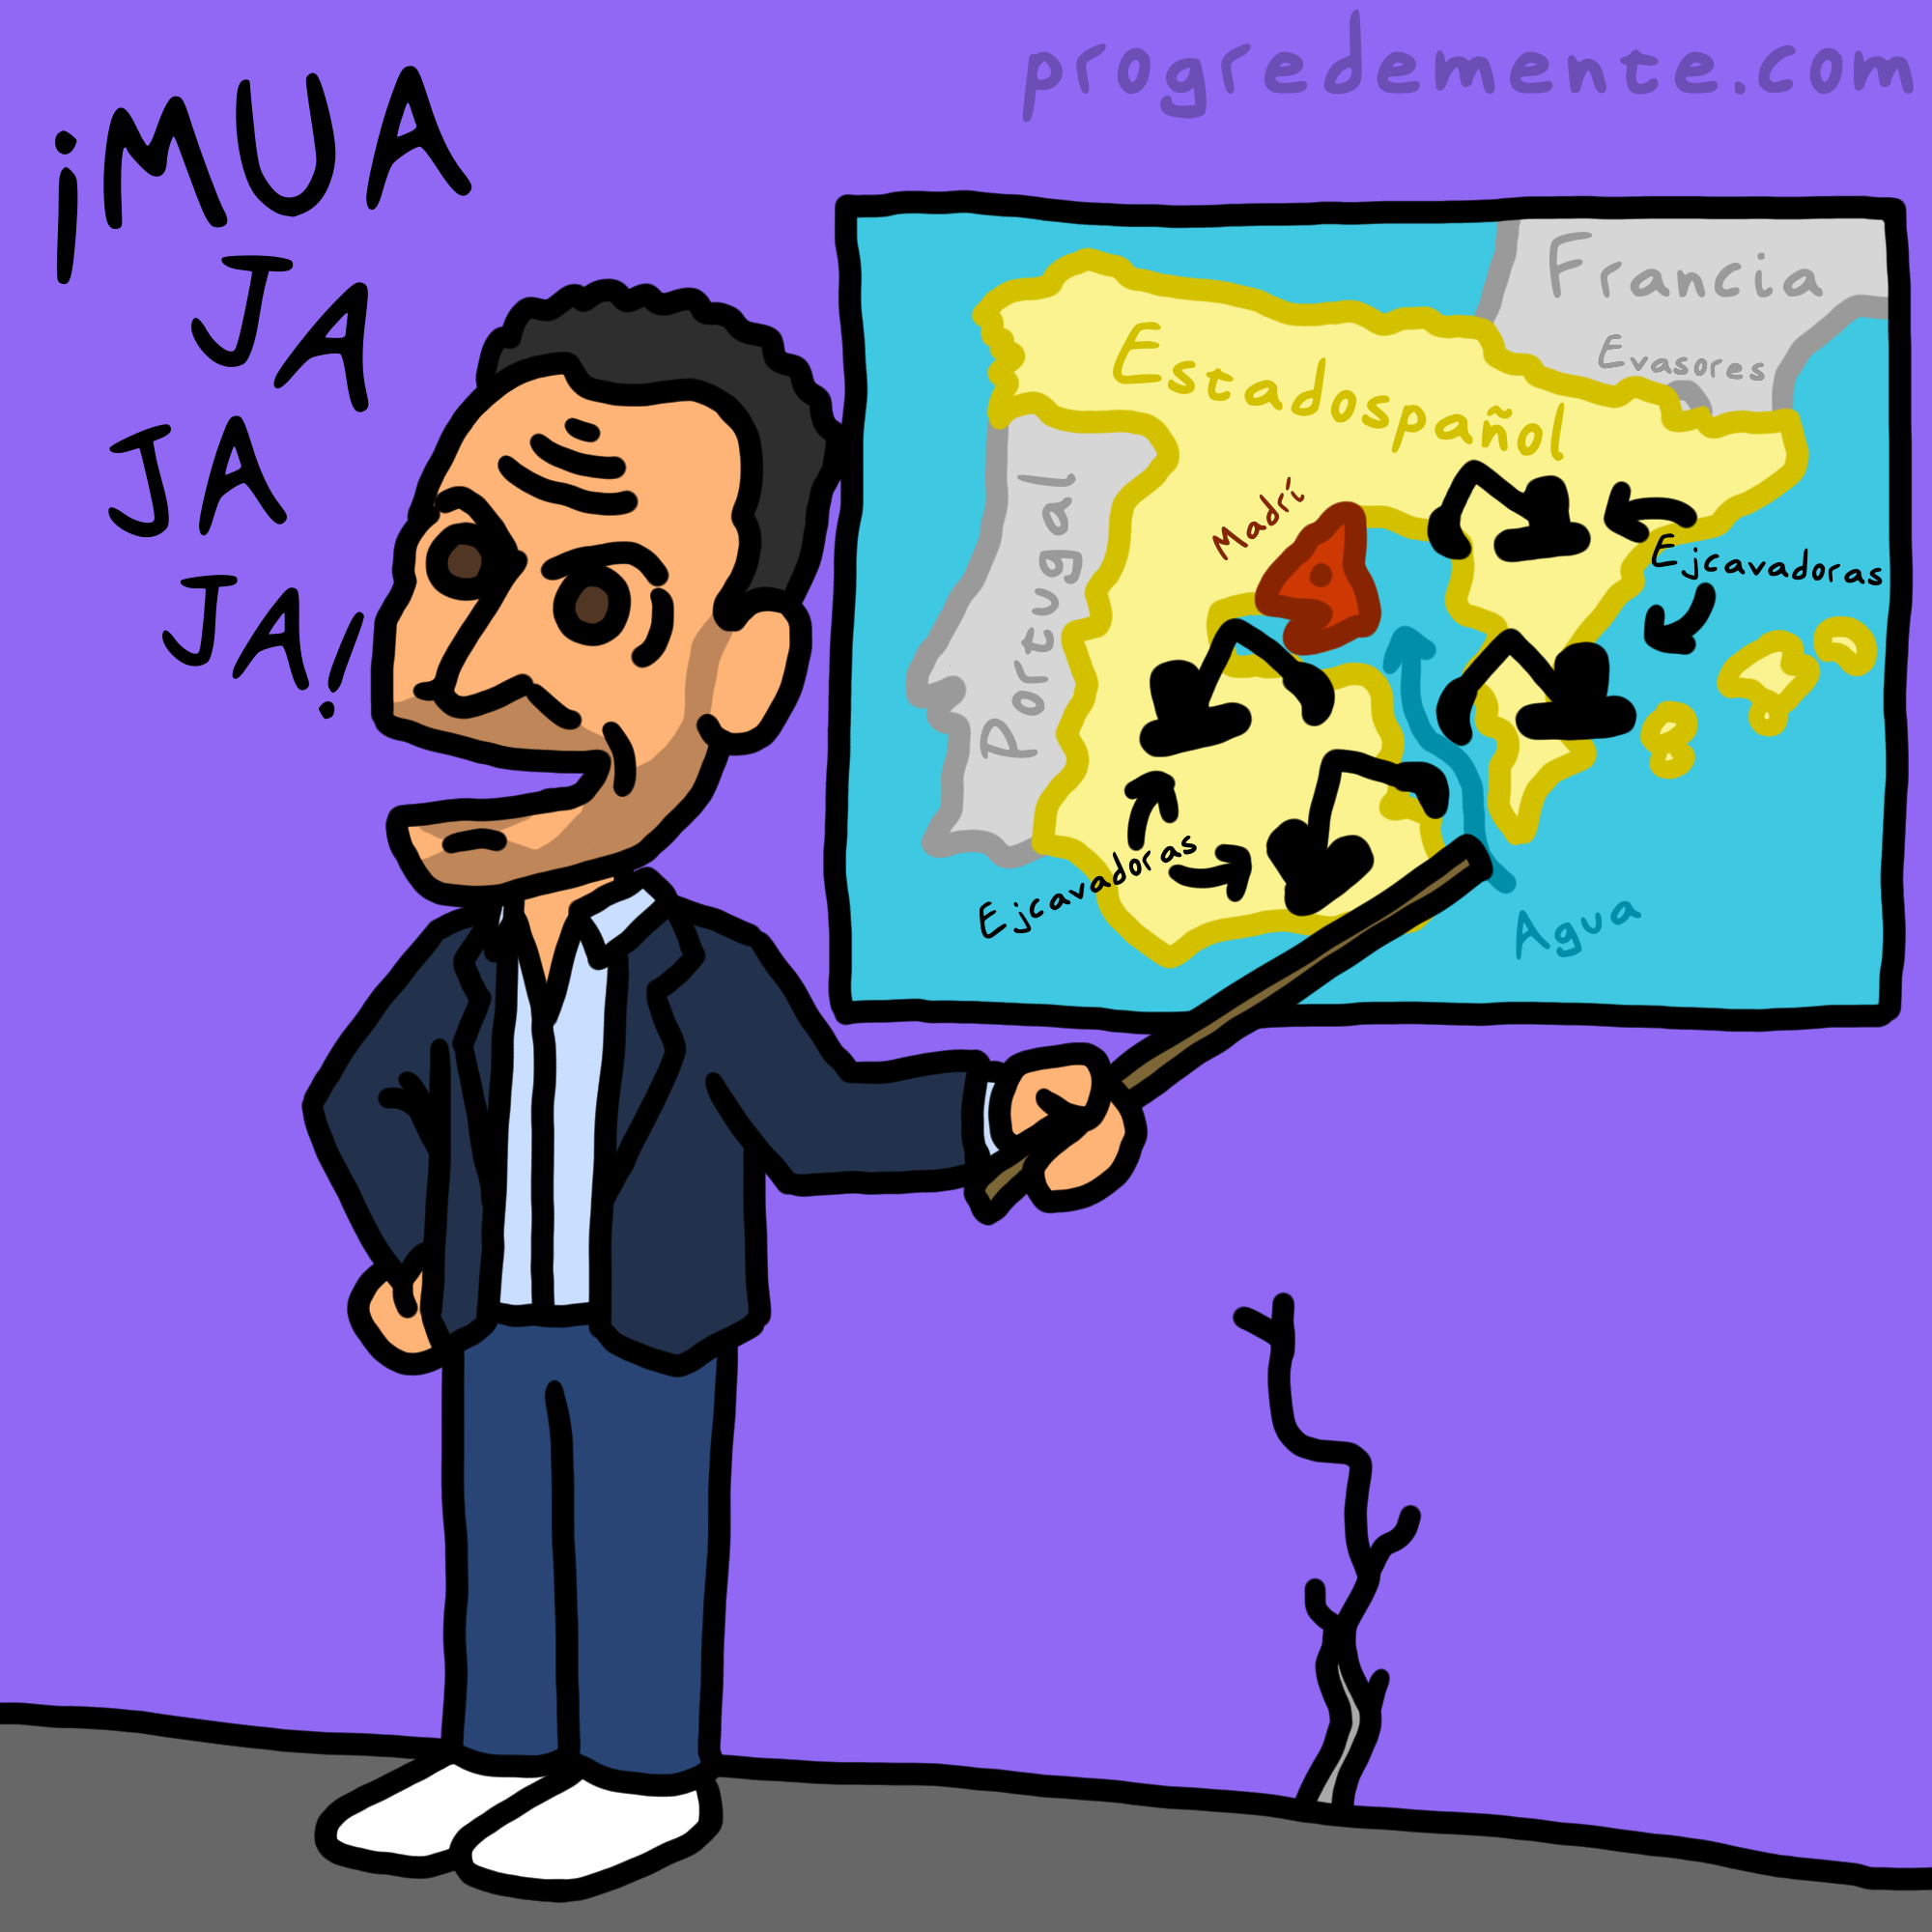 progredemente.com
¡MUA
JA
JA
JA!
Francia
Evasores
Estadospañol
Portugal
Madrí
Ejcavadoras
Ejcavadoras
Agua